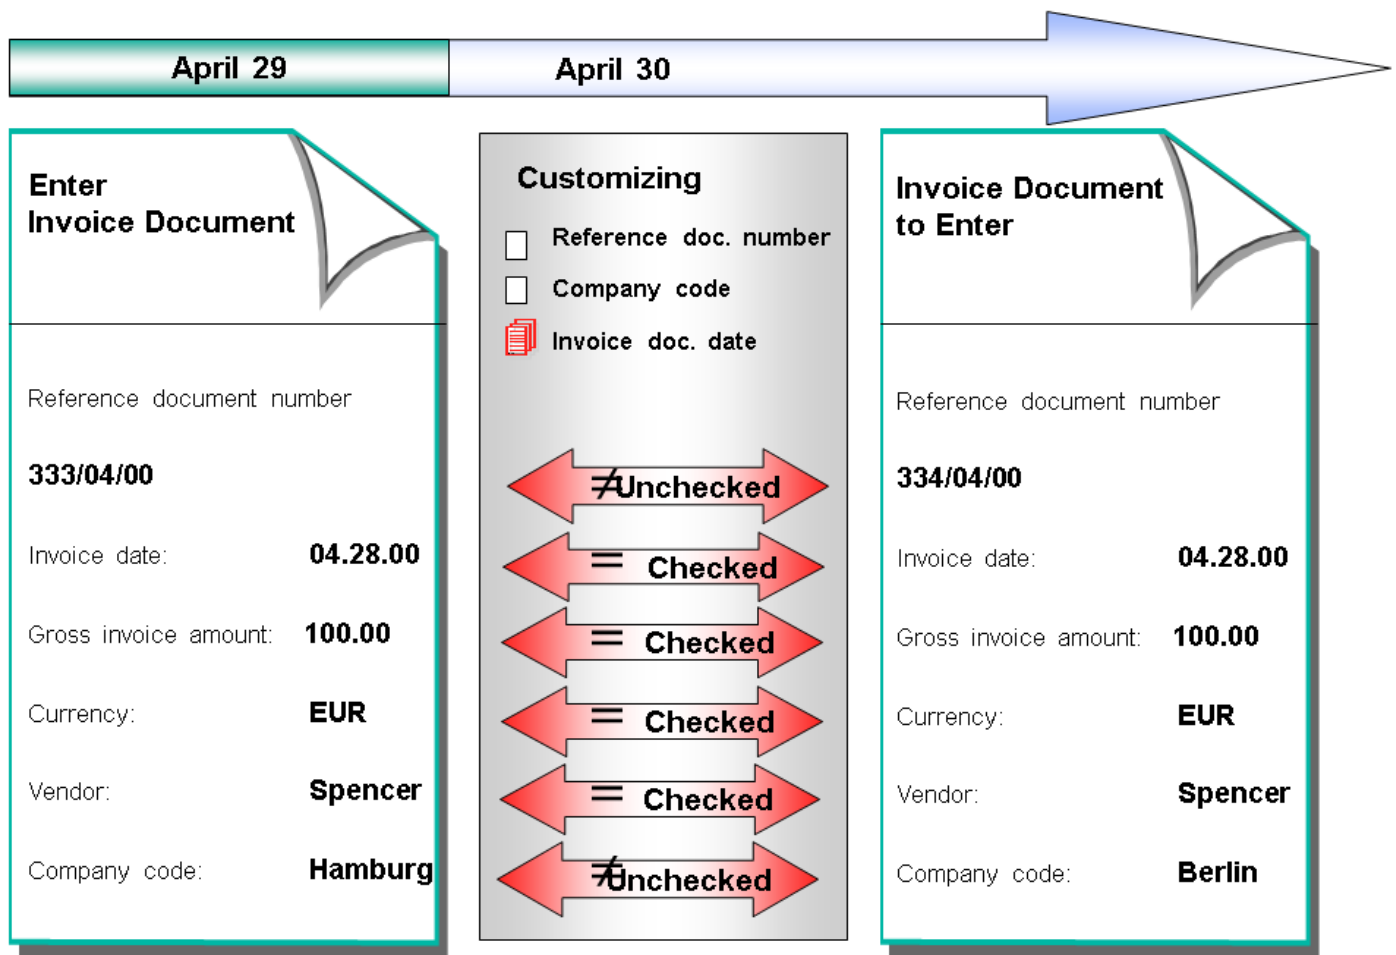 April 29
April 30
Enter
Invoice Document
Reference document number
333/04/00
Invoice date: 04.28.00
Gross invoice amount: 100.00
Currency: EUR
Vendor: Spencer
Company code: Hamburg
Customizing
Reference doc. number
Company code
Invoice doc. date
≠Unchecked
= Checked
= Checked
= Checked
= Checked
≠Unchecked
Invoice Document
to Enter
Reference document number
334/04/00
Invoice date: 04.28.00
Gross invoice amount: 100.00
Currency: EUR
Vendor: Spencer
Company code: Berlin